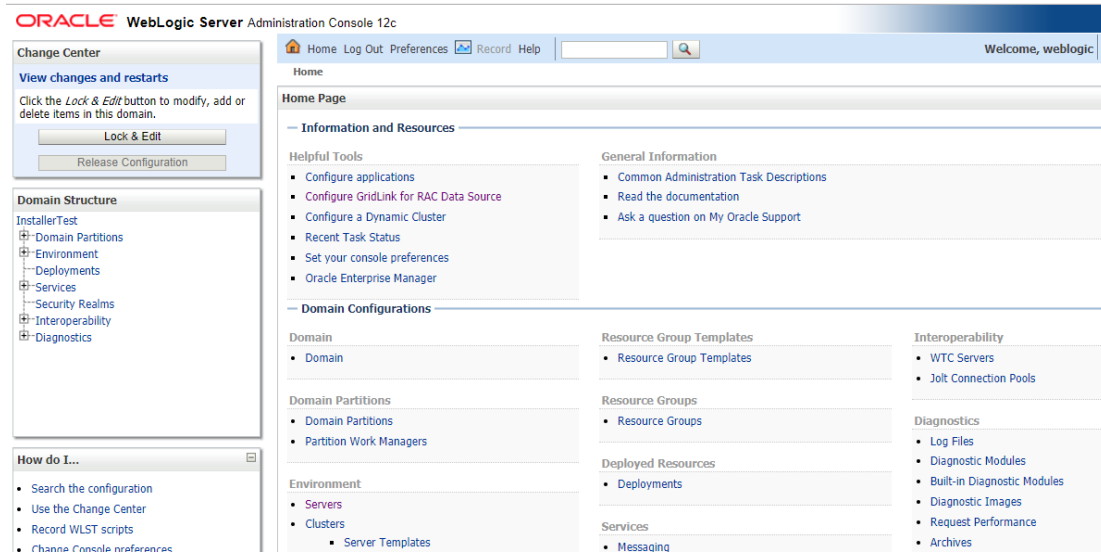 ORACLE WebLogic Server Administration Console 12c
Change Center
View changes and restarts
Click the Lock & Edit button to modify, add or
delete items in this domain.
Lock & Edit
Release Configuration
Domain Structure
InstallerTest
Domain Partitions
Environment
Deployments
Services
Security Realms
Interoperability
Diagnostics
How do I...
Search the configuration
Use the Change Center
Record WLST scripts
Change Console preferences
Home Log Out Preferences Record Help
Welcome, weblogic
Home
Home Page
Information and Resources
Helpful Tools
Configure applications
Configure GridLink for RAC Data Source
Configure a Dynamic Cluster
Recent Task Status
Set your console preferences
Oracle Enterprise Manager
General Information
Common Administration Task Descriptions
Read the documentation
Ask a question on My Oracle Support
Domain Configurations
Domain
Domain
Domain Partitions
Domain Partitions
Partition Work Managers
Environment
Servers
Clusters
Server Templates
Resource Group Templates
Resource Group Templates
Resource Groups
Resource Groups
Deployed Resources
Deployments
Services
Messaging
Interoperability
WTC Servers
Jolt Connection Pools
Diagnostics
Log Files
Diagnostic Modules
Built-in Diagnostic Modules
Diagnostic Images
Request Performance
Archives